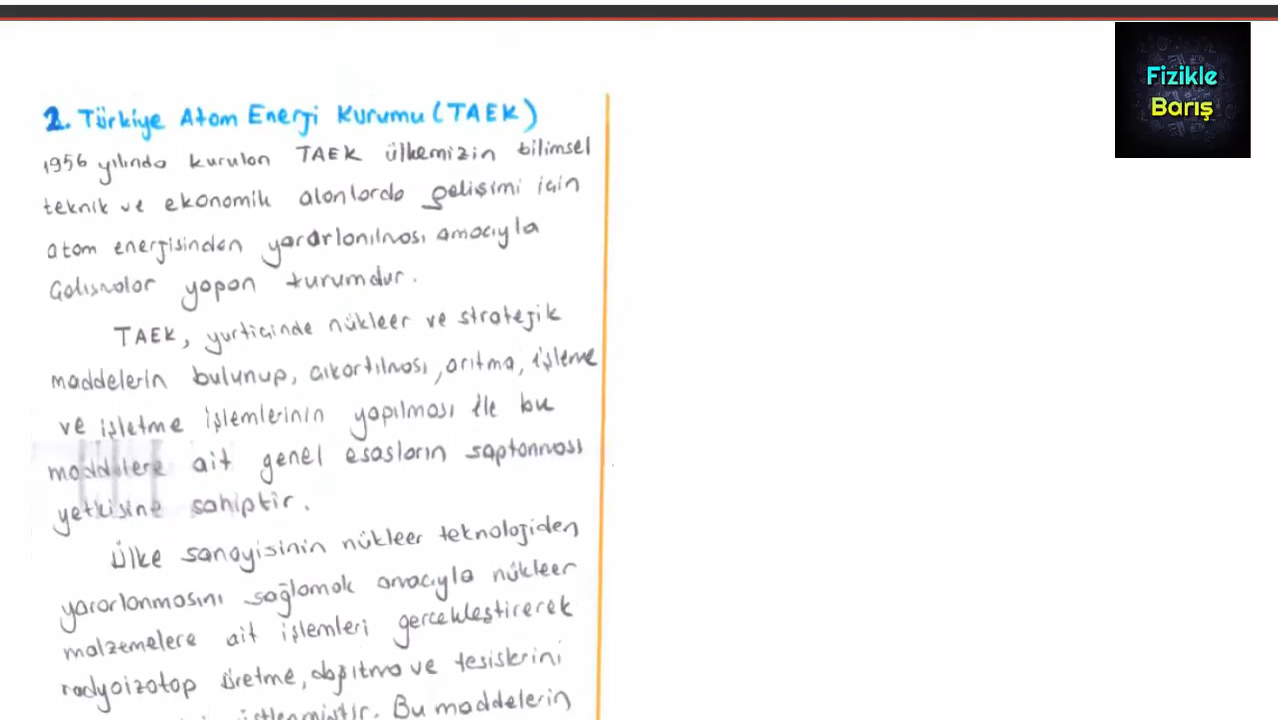 Fizikle
Barış
2. Türkiye Atom Enerji Kurumu (TAEK)
1956 yılında kurulan TAEK ülkemizin bilimsel
teknik ve ekonomik alanlarda gelişimi için
atom enerjisinden yararlanılması amacıyla
Çalışmalar yapan kurumdur.
TAEK, yurtiçinde nükleer ve stratejik
maddelerin bulunup, çıkartılması, arıtma, işleme
ve işletme işlemlerinin yapılması ile bu
maddelere ait genel esasların saptanması
yetkisine sahiptir.
Ülke sanayisinin nükleer teknolojiden
yararlanmasını sağlamak amacıyla nükleer
malzemelere ait işlemleri gerçekleştirerek
radyoizotop üretme, dağıtma ve tesislerini
üstlenmiştir. Bu maddelerin